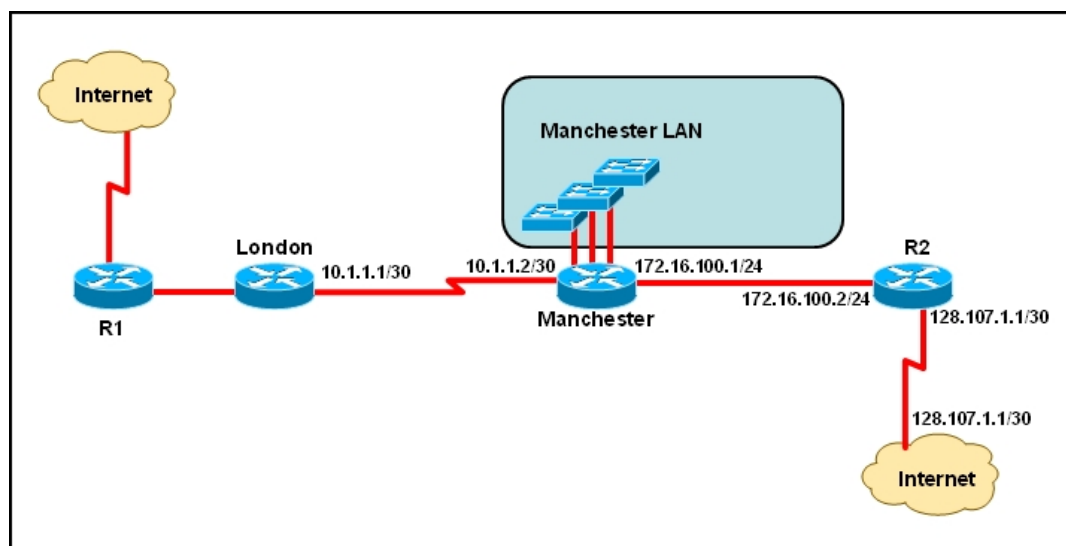 Internet
Manchester LAN
London
10.1.1.1/30
10.1.1.2/30
172.16.100.1/24
R2
R1
Manchester
172.16.100.2/24
128.107.1.1/30
128.107.1.1/30
Internet